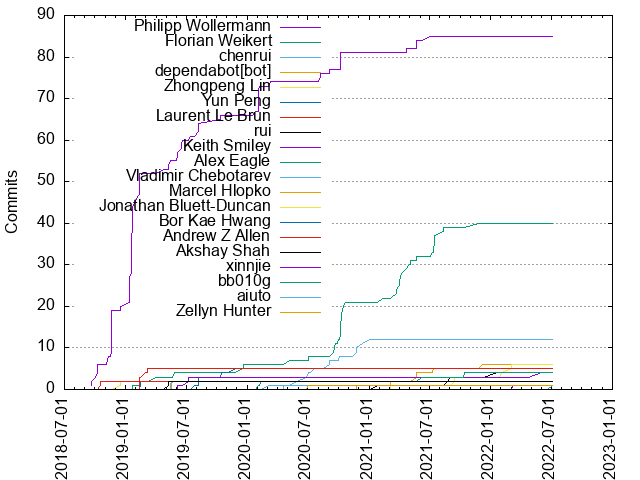 90
80
70
60
50
40
30
20
10
0
Commits
Philipp Wollermann
Florian Weikert
chenrui
dependabot[bot]
Zhongpeng Lin
Yun Peng
Laurent Le Brun
rui
Keith Smiley
Alex Eagle
Vladimir Chebotarev
Marcel Hlopko
Jonathan Bluett-Duncan
Bor Kae Hwang
Andrew Z Allen
Akshay Shah
xinnjie
bb010g
aiuto
Zellyn Hunter
2018-07-01
2019-01-01
2019-07-01
2020-01-01
2020-07-01
2021-01-01
2021-07-01
2022-01-01
2022-07-01
2023-01-01